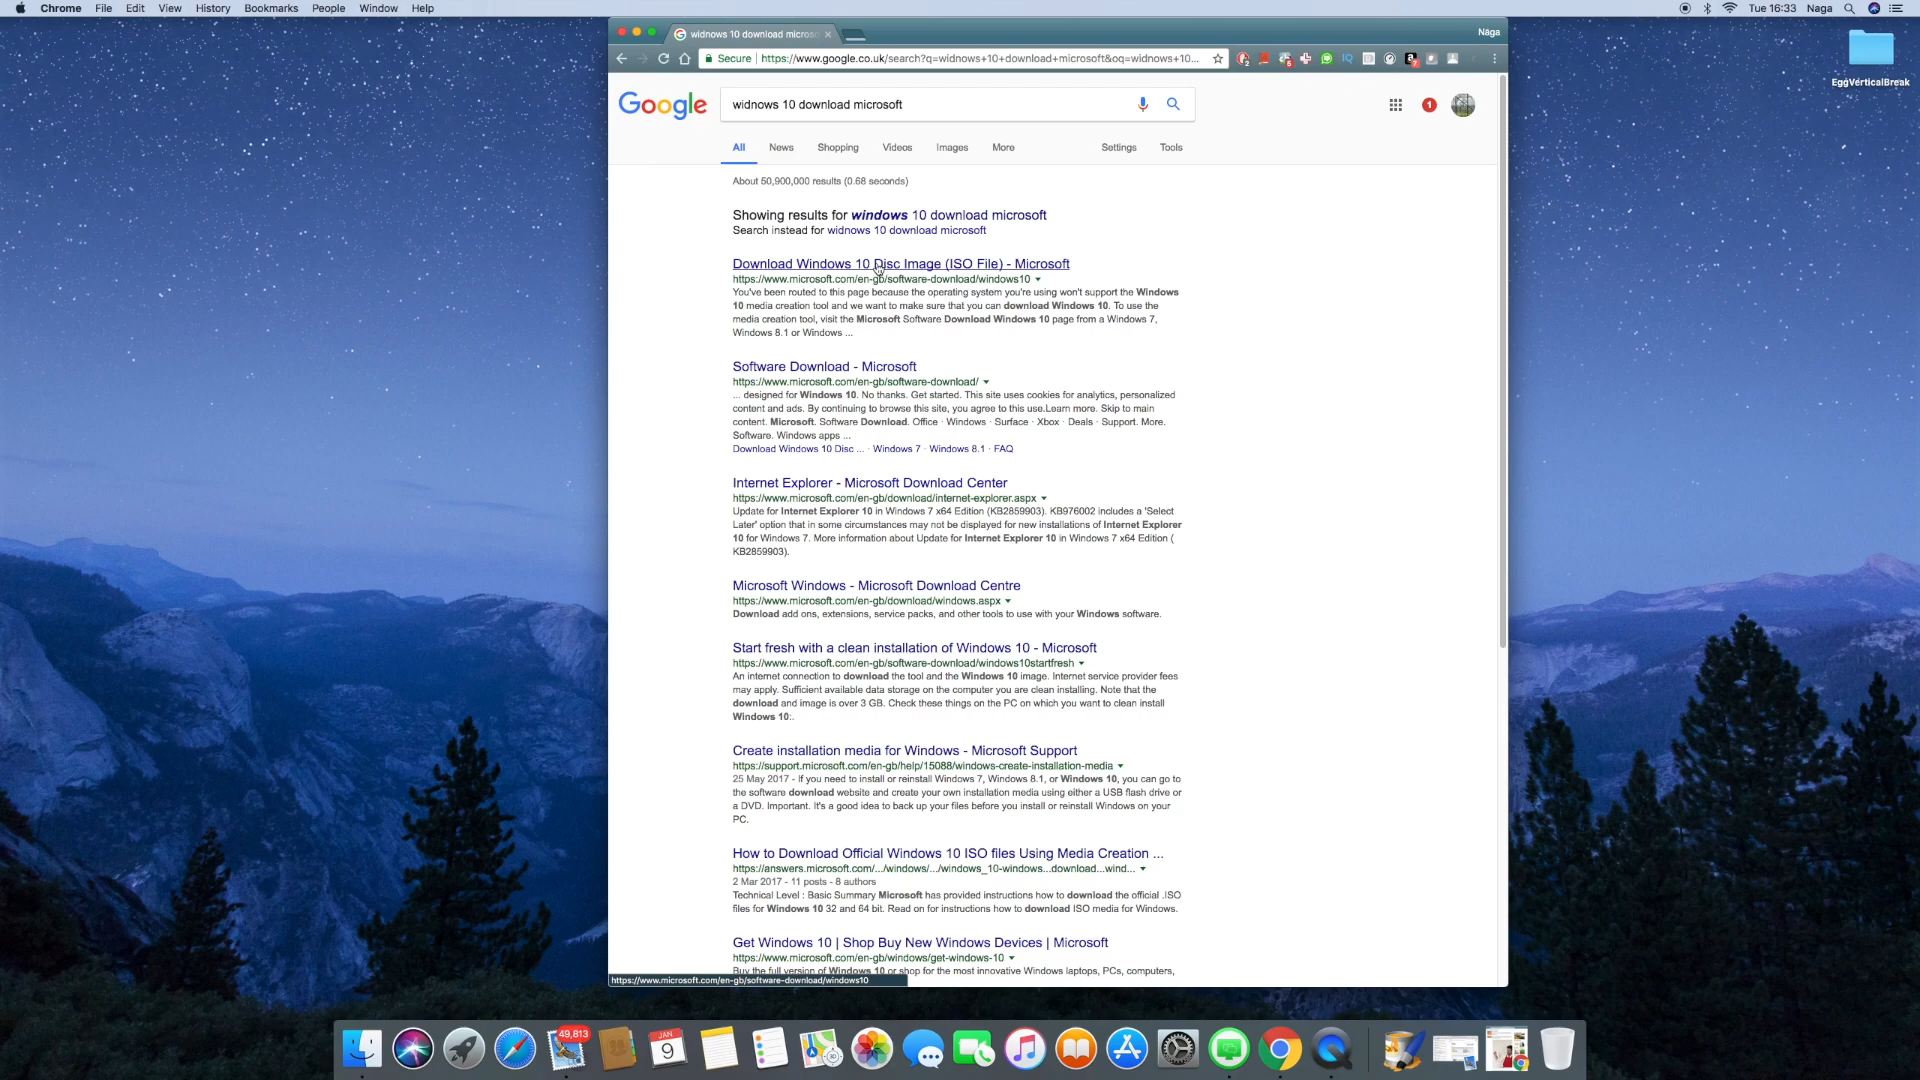 Chrome File Edit View History Bookmarks People Window Help
Tue 16:33 Naga
EggVerticalBreak
widnows 10 download micros
Näga
Secure https://www.google.co.uk/search?q=widnows+10+download+microsoft&oq=widnows+10...
Google
widnows 10 download microsoft
1
All News Shopping Videos Images More Settings Tools
About 50,900,000 results (0.68 seconds)
Showing results for windows 10 download microsoft
Search instead for widnows 10 download microsoft
Download Windows 10 Disc Image (ISO File) - Microsoft
https://www.microsoft.com/en-gb/software-download/windows10
You've been routed to this page because the operating system you're using won't support the Windows
10 media creation tool and we want to make sure that you can download Windows 10. To use the
media creation tool, visit the Microsoft Software Download Windows 10 page from a Windows 7,
Windows 8.1 or Windows ...
Software Download - Microsoft
https://www.microsoft.com/en-gb/software-download/
... designed for Windows 10. No thanks. Get started. This site uses cookies for analytics, personalized
content and ads. By continuing to browse this site, you agree to this use.Learn more. Skip to main
content. Microsoft. Software Download. Office · Windows · Surface · Xbox · Deals · Support. More.
Software. Windows apps ...
Download Windows 10 Disc ... · Windows 7 · Windows 8.1 · FAQ
Internet Explorer - Microsoft Download Center
https://www.microsoft.com/en-gb/download/internet-explorer.aspx
Update for Internet Explorer 10 in Windows 7 x64 Edition (KB2859903). KB976002 includes a 'Select
Later' option that in some circumstances may not be displayed for new installations of Internet Explorer
10 for Windows 7. More information about Update for Internet Explorer 10 in Windows 7 x64 Edition (
KB2859903).
Microsoft Windows - Microsoft Download Centre
https://www.microsoft.com/en-gb/download/windows.aspx
Download add ons, extensions, service packs, and other tools to use with your Windows software.
Start fresh with a clean installation of Windows 10 - Microsoft
https://www.microsoft.com/en-gb/software-download/windows10startfresh
An internet connection to download the tool and the Windows 10 image. Internet service provider fees
may apply. Sufficient available data storage on the computer you are clean installing. Note that the
download and image is over 3 GB. Check these things on the PC on which you want to clean install
Windows 10:.
Create installation media for Windows - Microsoft Support
https://support.microsoft.com/en-gb/help/15088/windows-create-installation-media
25 May 2017 - If you need to install or reinstall Windows 7, Windows 8.1, or Windows 10, you can go to
the software download website and create your own installation media using either a USB flash drive or
a DVD. Important. It's a good idea to back up your files before you install or reinstall Windows on your
PC.
How to Download Official Windows 10 ISO files Using Media Creation ...
https://answers.microsoft.com/.../windows/.../windows_10-windows...download...wind...
2 Mar 2017 - 11 posts - 8 authors
Technical Level : Basic Summary Microsoft has provided instructions how to download the official .ISO
files for Windows 10 32 and 64 bit. Read on for instructions how to download ISO media for Windows.
Get Windows 10 | Shop Buy New Windows Devices | Microsoft
https://www.microsoft.com/en-gb/windows/get-windows-10
Buy the full version of Windows 10 or shop for the most innovative Windows laptops, PCs, computers,
https://www.microsoft.com/en-gb/software-download/windows10
49,813
JAN
9